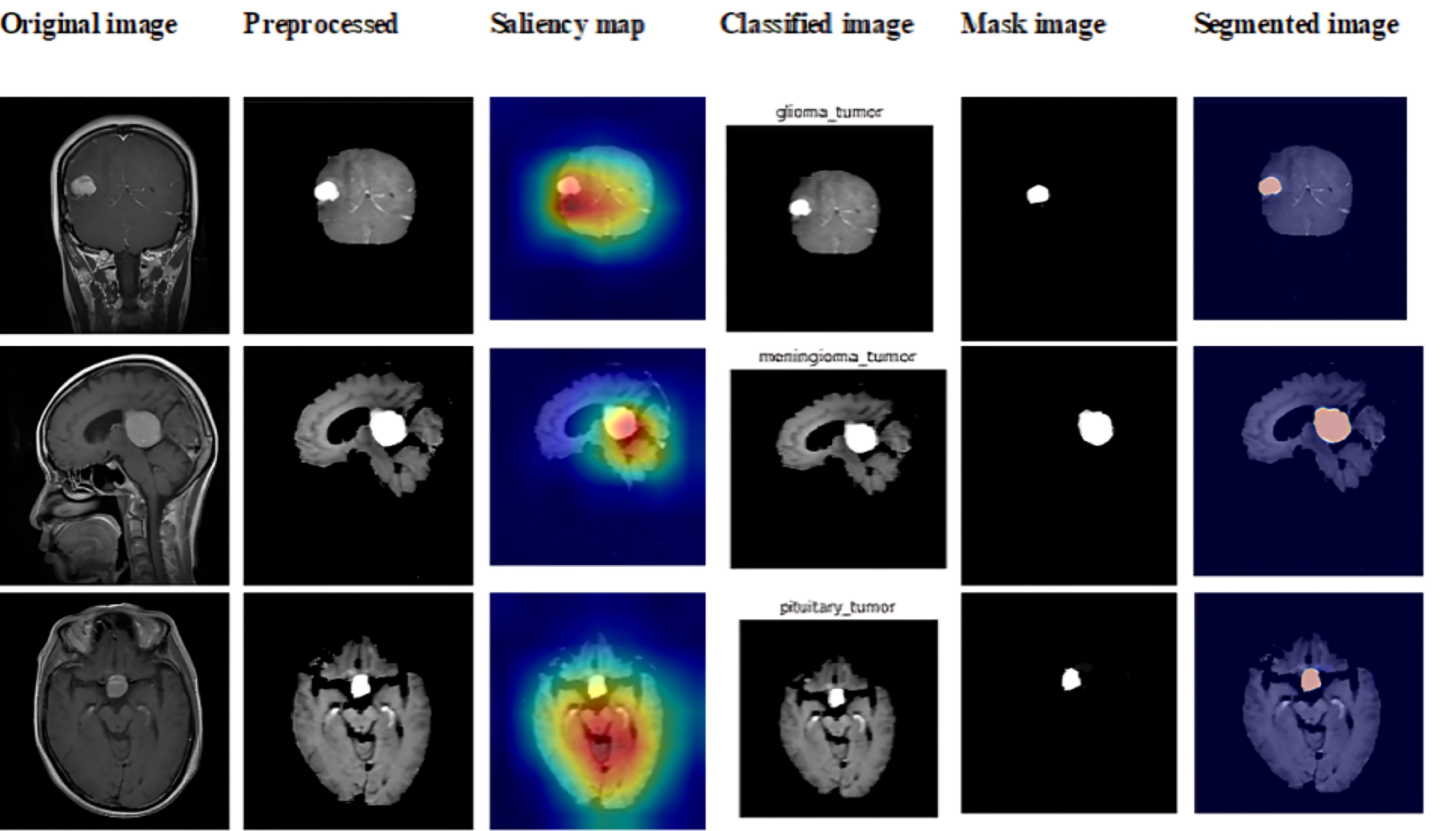 Original image
Preprocessed
Saliency map
Classified image
Mask image
Segmented image
glioma_tumor
meningioma_tumor
pituitary_tumor